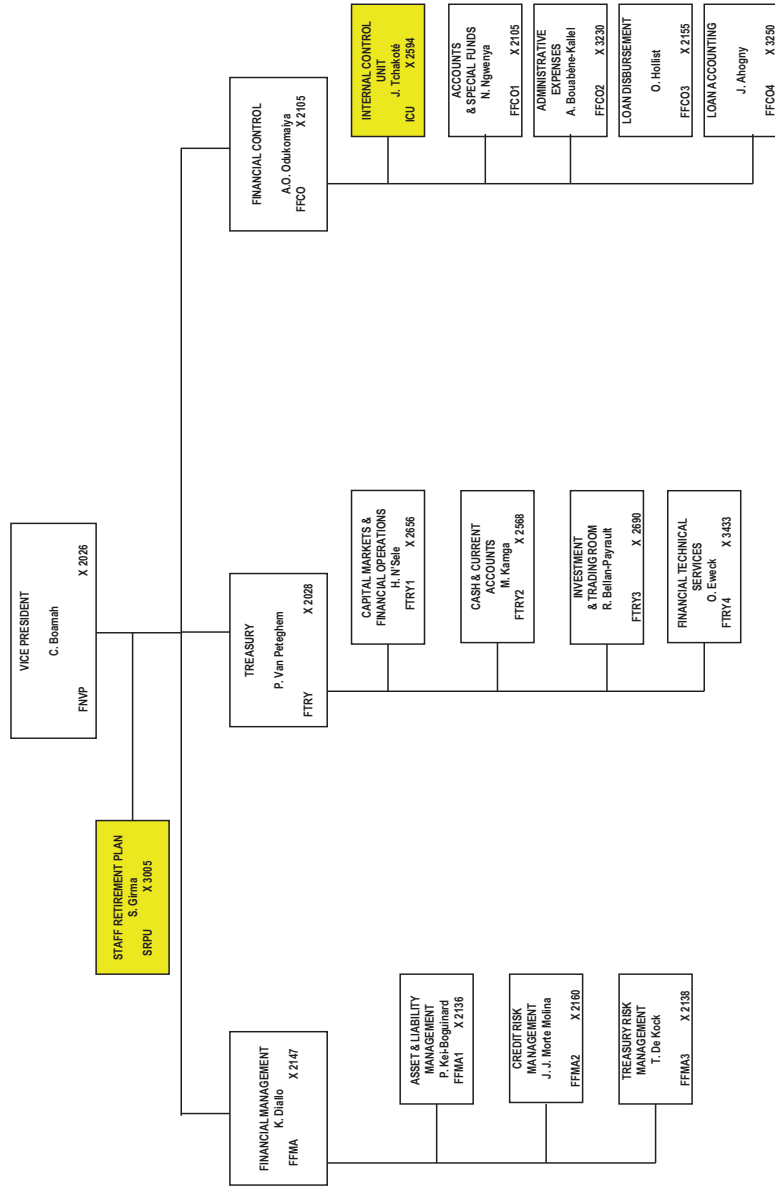 VICE PRESIDENT
C. Boamah
FNVP X 2026
STAFF RETIREMENT PLAN
S. Girma
SRPU X 3005
FINANCIAL MANAGEMENT
K. Diallo
FFMA X 2147
ASSET & LIABILITY
MANAGEMENT
P. Kei-Boguinard
FFMA1 X 2136
CREDIT RISK
MANAGEMENT
J. J. Morte Molina
FFMA2 X 2160
TREASURY RISK
MANAGEMENT
T. De Kock
FFMA3 X 2138
TREASURY
P. Van Peteghem
FTRY X 2028
CAPITAL MARKETS &
FINANCIAL OPERATIONS
H. N'Sele
FTRY1 X 2656
CASH & CURRENT
ACCOUNTS
M. Kamga
FTRY2 X 2568
INVESTMENT
& TRADING ROOM
R. Bellan-Payrault
FTRY3 X 2690
FINANCIAL TECHNICAL
SERVICES
O. Eweck
FTRY4 X 3433
FINANCIAL CONTROL
A.O. Odukomaiya
FFCO X 2105
INTERNAL CONTROL
UNIT
J. Tchakoté
ICU X 2594
ACCOUNTS
& SPECIAL FUNDS
N. Ngwenya
FFCO1 X 2105
ADMINISTRATIVE
EXPENSES
A. Bouabène-Kallel
FFCO2 X 3230
LOAN DISBURSEMENT
O. Hollist
FFCO3 X 2155
LOAN ACCOUNTING
J. Ahogny
FFCO4 X 3250